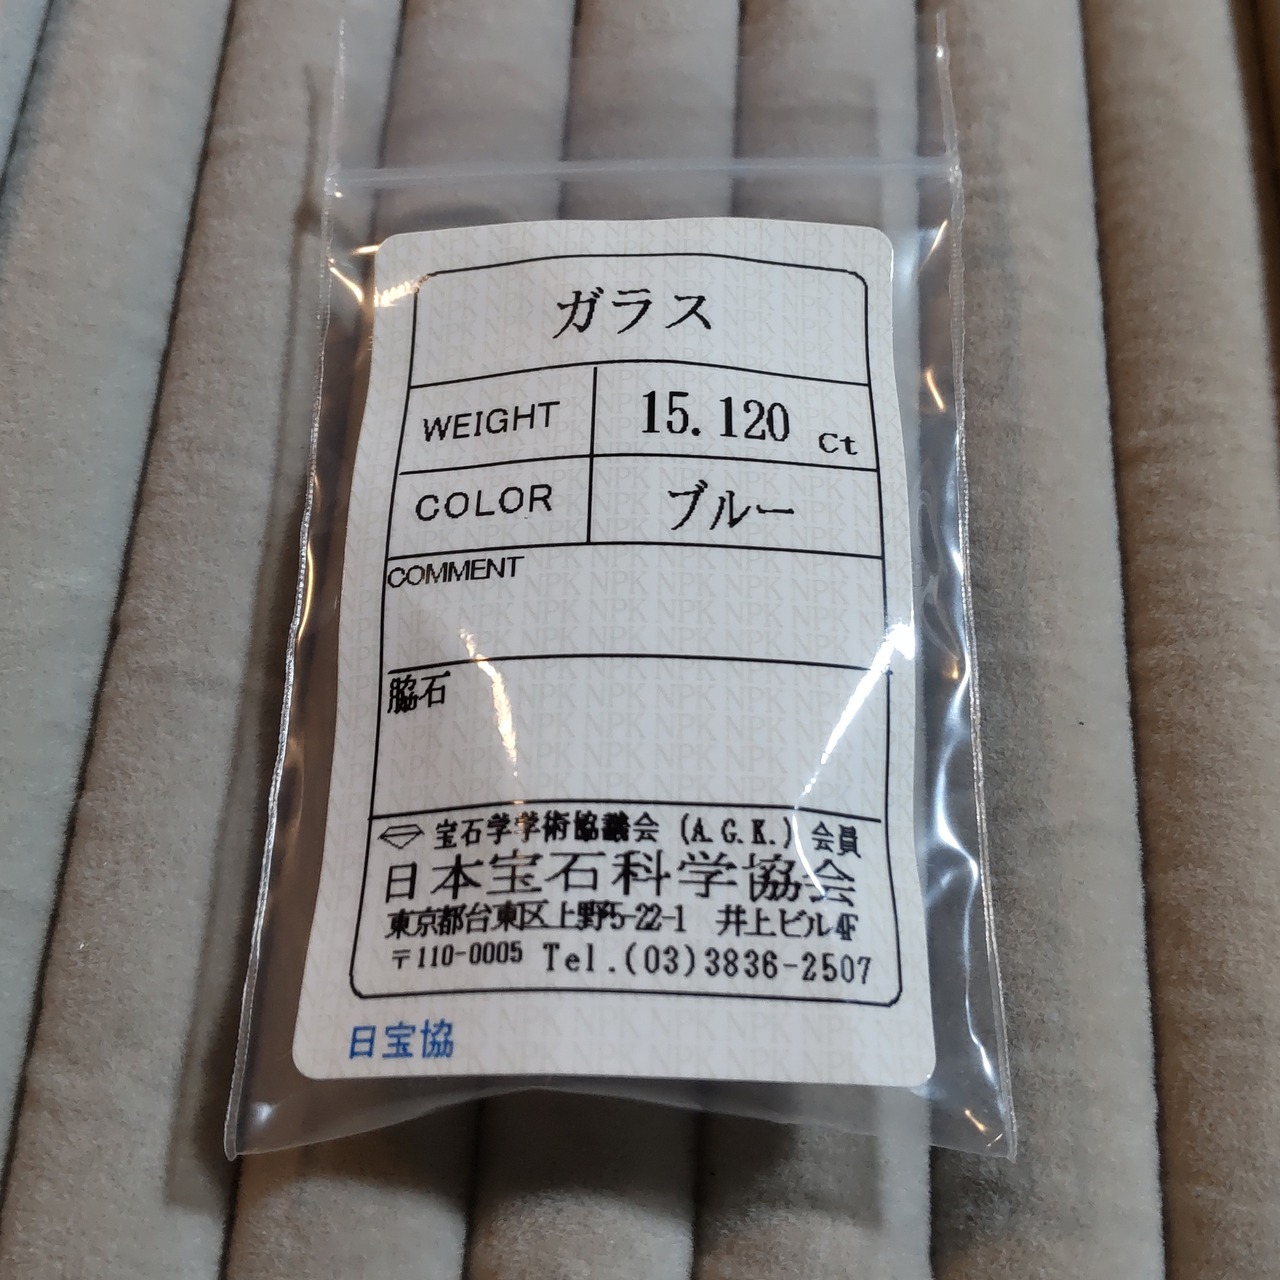 ガラス
WEIGHT 15.120 Ct
COLOR ブルー
COMMENT
脇石
宝石学学術協議会 (A.G.K.) 会員
日本宝石科学協会
東京都台東区上野5-22-1 井上ビル4F
〒110-0005 Tel.(03)3836-2507
日宝協